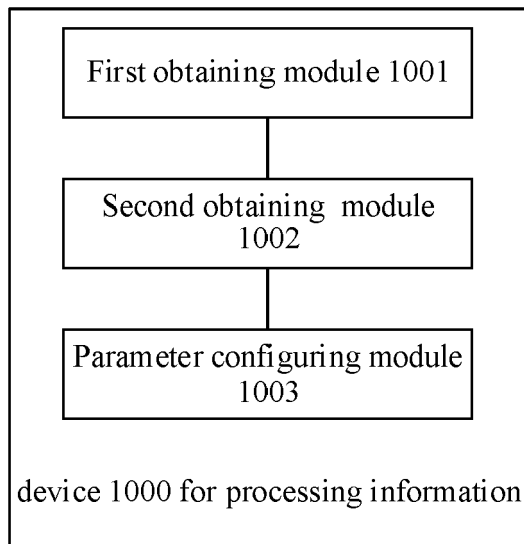 First obtaining module 1001
Second obtaining module
1002
Parameter configuring module
1003
device 1000 for processing information